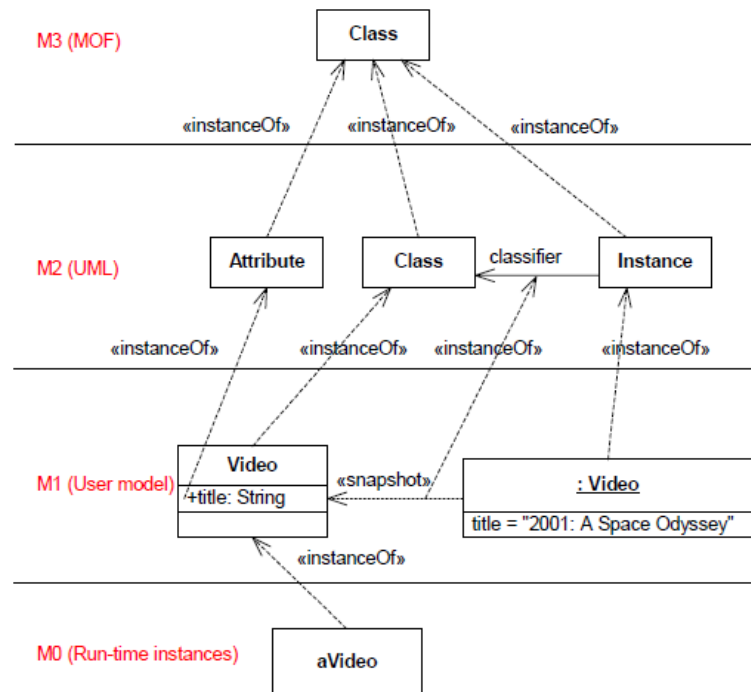 Class
M3 (MOF)
«instanceOf» «instanceOf» «instanceOf»
M2 (UML)
Attribute
Class
classifier
Instance
«instanceOf» «instanceOf» «instanceOf» «instanceOf»
M1 (User model)
Video
+title: String
«snapshot»
: Video
title = "2001: A Space Odyssey"
«instanceOf»
M0 (Run-time instances)
aVideo